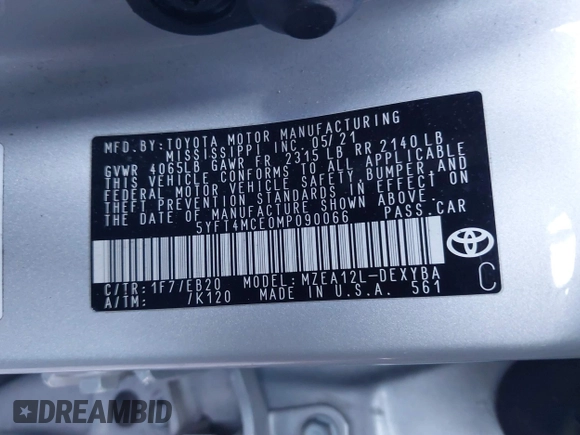 MFD. BY: TOYOTA MOTOR MANUFACTURING
MISSISSIPPI INC. 05/21
GVWR 4065LB GAWR FR 2315 LB RR 2140 LB
THIS VEHICLE CONFORMS TO ALL APPLICABLE
FEDERAL MOTOR VEHICLE SAFETY, BUMPER AND
THEFT PREVENTION STANDARDS IN EFFECT ON
THE DATE OF MANUFACTURE SHOWN ABOVE.
5YFT4MCE0MP090066 PASS. CAR
C/TR: 1F7/EB20 MODEL: MZEA12L-DEXYBA
A/TM: /K120 MADE IN U.S.A. 561
TOYOTA
C
DREAMBID